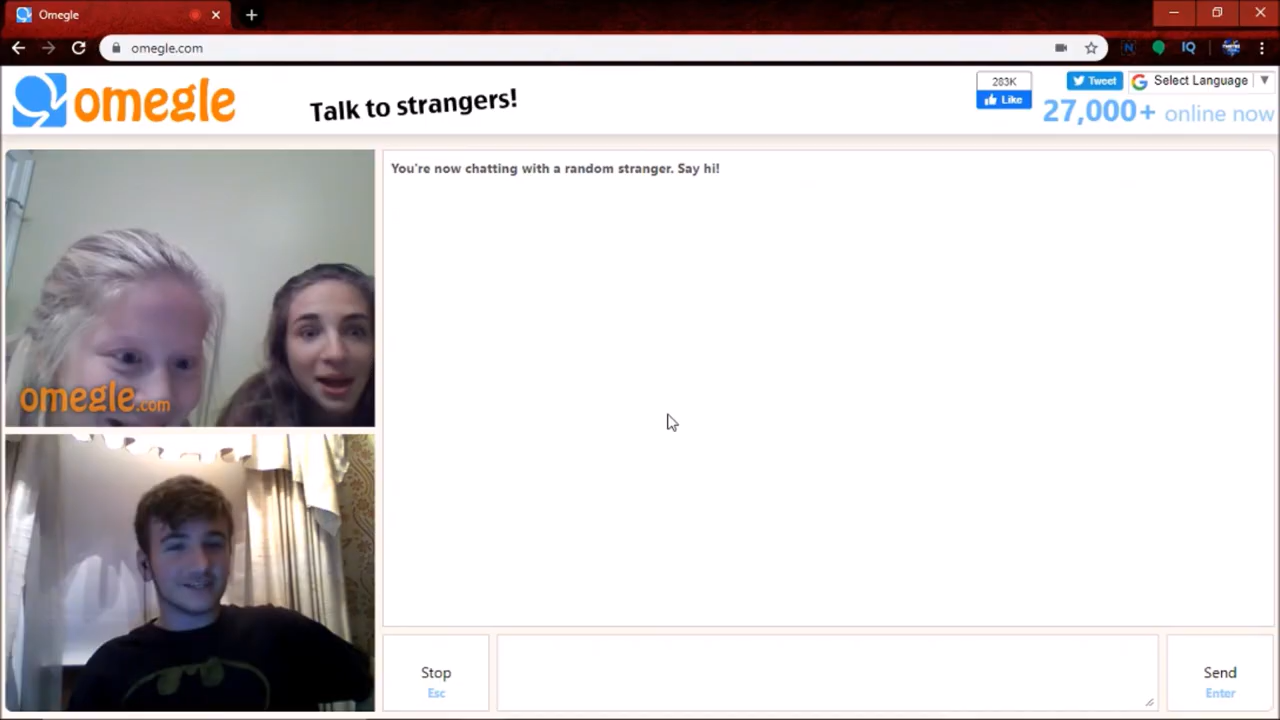 Omegle
omegle.com
omegle
Talk to strangers!
283K
Like
Tweet
Select Language
27,000+ online now
You're now chatting with a random stranger. Say hi!
omegle.com
Stop
Esc
Send
Enter